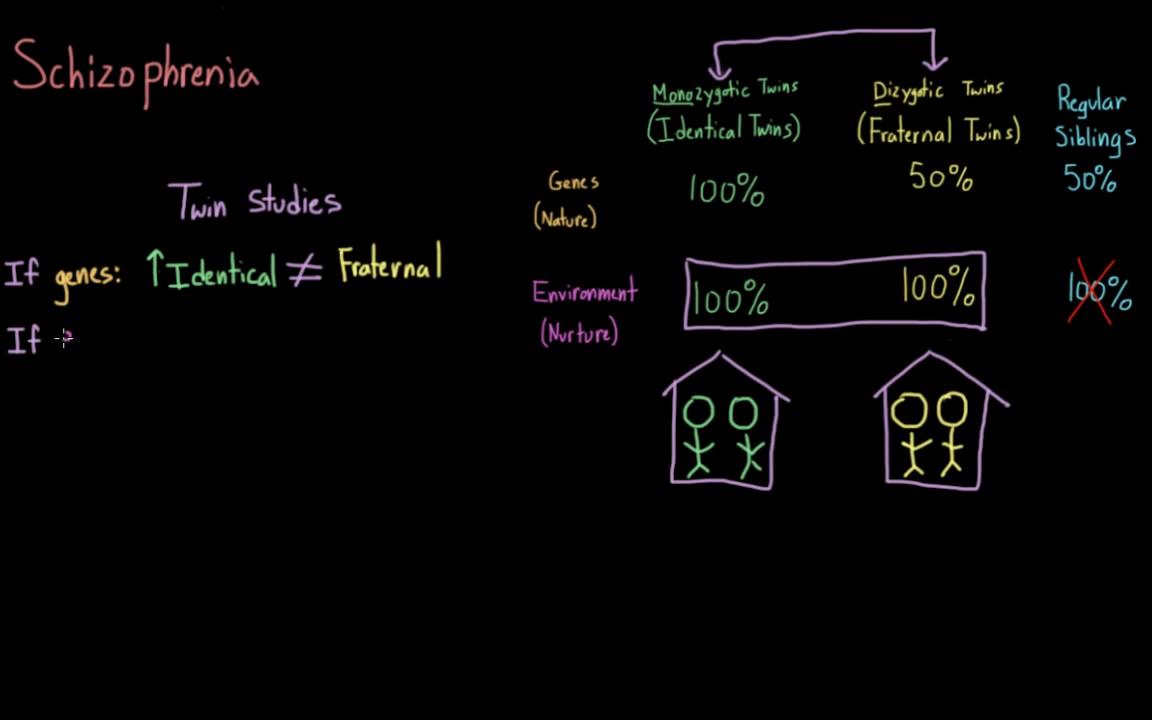 Schizophrenia
Twin Studies
If genes: ↑Identical ≠ Fraternal
If
Monozygotic Twins
(Identical Twins)
Dizygotic Twins
(Fraternal Twins)
Regular
Siblings
Genes
(Nature)
100%
50%
50%
Environment
(Nurture)
100%
100%
100%